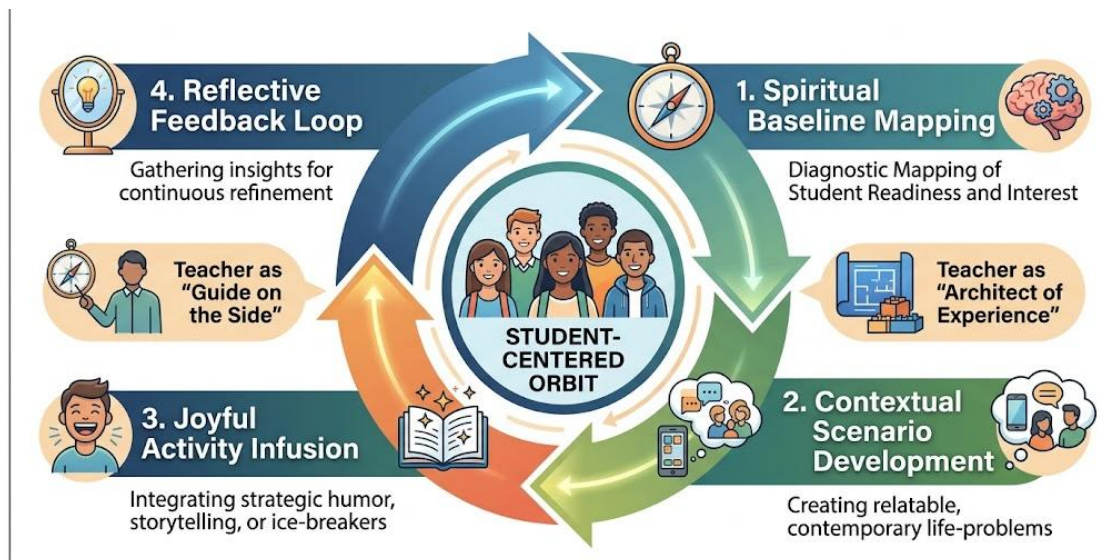 4. Reflective
Feedback Loop
Gathering insights for
continuous refinement
1. Spiritual
Baseline Mapping
Diagnostic Mapping of
Student Readiness and Interest
Teacher as
"Guide on
the Side"
STUDENT-
CENTERED
ORBIT
Teacher as
"Architect of
Experience"
3. Joyful
Activity Infusion
Integrating strategic humor,
storytelling, or ice-breakers
2. Contextual
Scenario
Development
Creating relatable,
contemporary life-problems